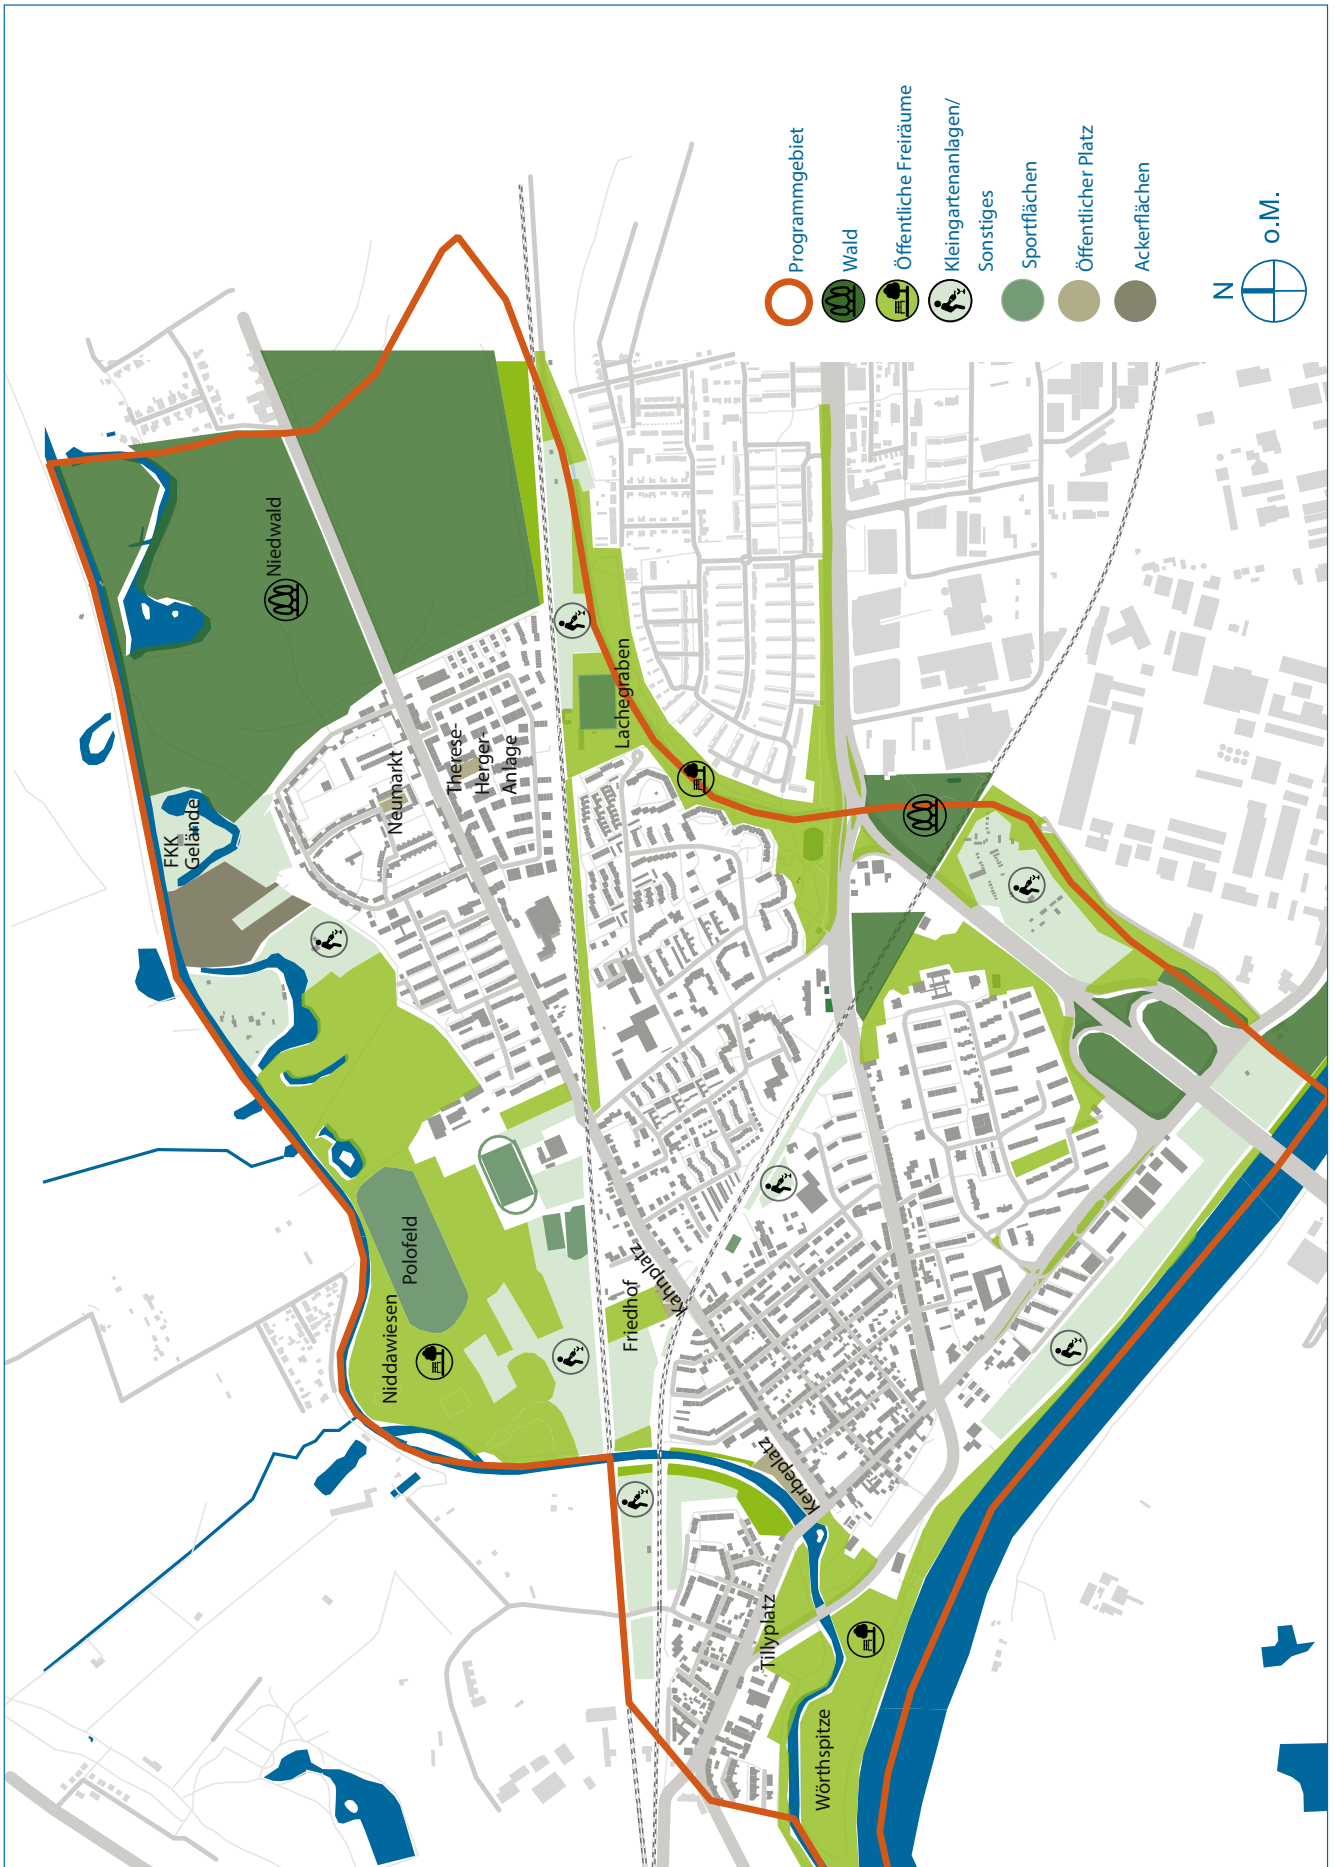 Niedwald
FKK
Gelände
Neumarkt
Therese-
Herger-
Anlage
Lachegraben
Polofeld
Niddawiesen
Friedhof
Kahnplatz
Kerbeplatz
Tillyplatz
Wörthspitze
Programmgebiet
Wald
Öffentliche Freiräume
Kleingartenanlagen/
Sonstiges
Sportflächen
Öffentlicher Platz
Ackerflächen
N
o.M.